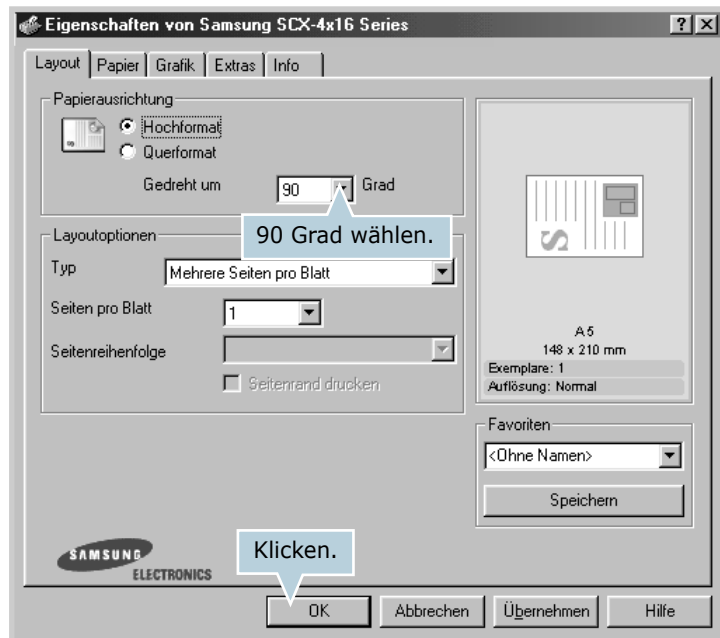 Eigenschaften von Samsung SCX-4x16 Series
Layout Papier Grafik Extras Info
Papierausrichtung
Hochformat
Querformat
Gedreht um 90 Grad
90 Grad wählen.
Layoutoptionen
Typ Mehrere Seiten pro Blatt
Seiten pro Blatt 1
Seitenreihenfolge
Seitenrand drucken
S
A5
148 x 210 mm
Exemplare: 1
Auflösung: Normal
Favoriten
<Ohne Namen>
Speichern
SAMSUNG
ELECTRONICS
Klicken.
OK Abbrechen Übernehmen Hilfe